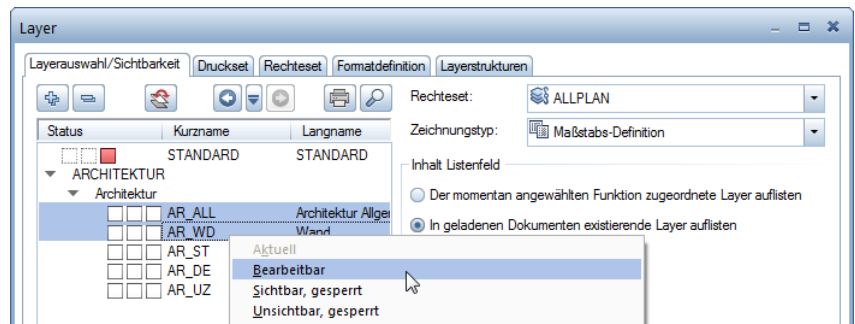 Layer
Layerauswahl/Sichtbarkeit Druckset Rechteset Formatdefinition Layerstrukturen
Rechteset: ALLPLAN
Status Kurzname Langname
Zeichnungstyp: Maßstabs-Definition
STANDARD STANDARD
Inhalt Listenfeld
ARCHITEKTUR
Architektur
Der momentan angewählten Funktion zugeordnete Layer auflisten
AR_ALL Architektur Allger
In geladenen Dokumenten existierende Layer auflisten
AR_WD Wand
AR_ST
AR_DE
AR_UZ
Aktuell
Bearbeitbar
Sichtbar, gesperrt
Unsichtbar, gesperrt